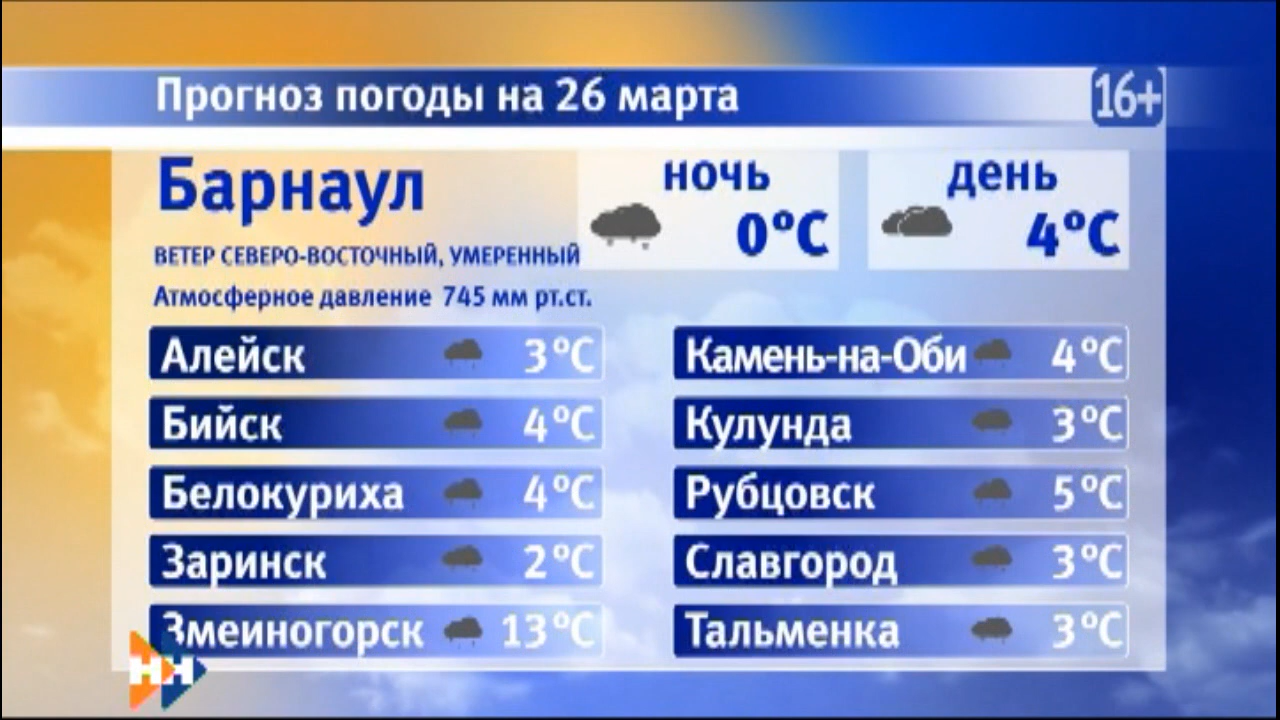 Прогноз погоды на 26 марта
16+
Барнаул
ночь
0°C
день
4°C
ВЕТЕР СЕВЕРО-ВОСТОЧНЫЙ, УМЕРЕННЫЙ
Атмосферное давление 745 мм рт.ст.
Алейск 3°C
Бийск 4°C
Белокуриха 4°C
Заринск 2°C
Змеиногорск 13°C
Камень-на-Оби 4°C
Кулунда 3°C
Рубцовск 5°C
Славгород 3°C
Тальменка 3°C
НН